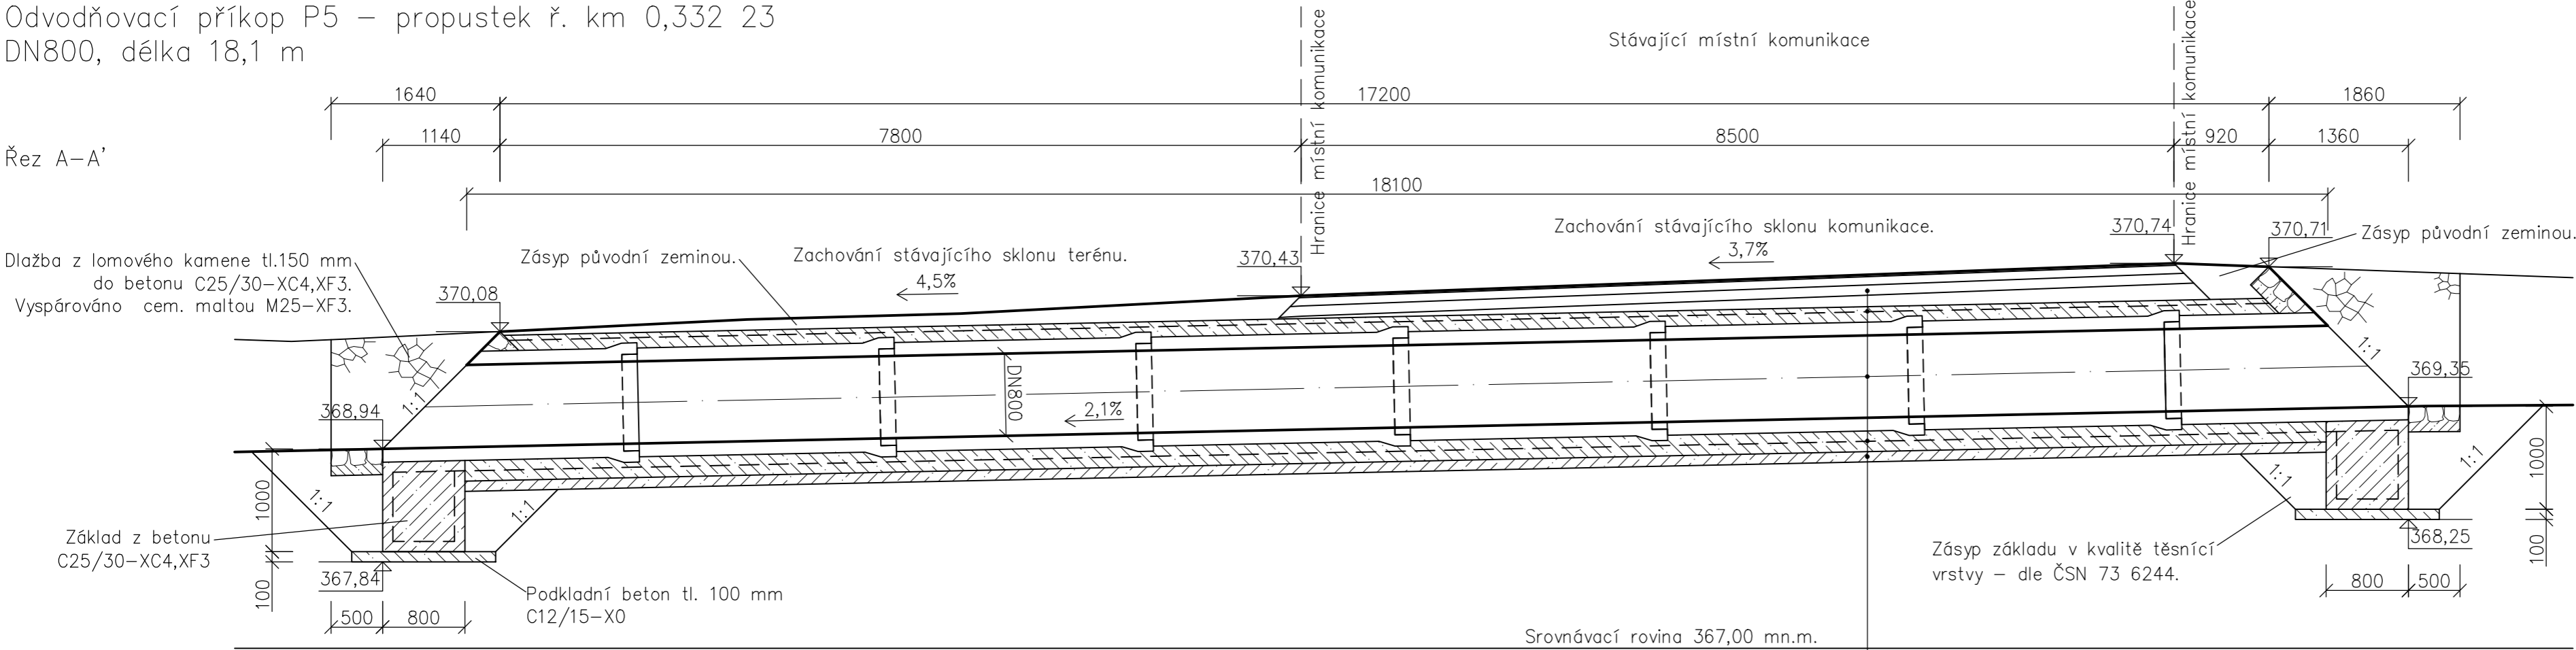 Odvodňovací příkop P5 – propustek ř. km 0,332 23
DN800, délka 18,1 m
Řez A–A'
Stávající místní komunikace
Hranice místní komunikace
Hranice místní komunikace
1640
17200
1860
1140
7800
8500
920
1360
18100
Dlažba z lomového kamene tl.150 mm
do betonu C25/30–XC4,XF3.
Vyspárováno cem. maltou M25–XF3.
Zásyp původní zeminou.
Zachování stávajícího sklonu terénu.
4,5%
Zachování stávajícího sklonu komunikace.
3,7%
Zásyp původní zeminou.
370,08
370,43
370,74
370,71
368,94
1:1
DN800
2,1%
1:1
369,35
1000
100
1:1
1:1
1:1
1:1
1000
100
Základ z betonu
C25/30–XC4,XF3
367,84
Podkladní beton tl. 100 mm
C12/15–X0
500
800
Zásyp základu v kvalitě těsnící
vrstvy – dle ČSN 73 6244.
368,25
800
500
Srovnávací rovina 367,00 mn.m.